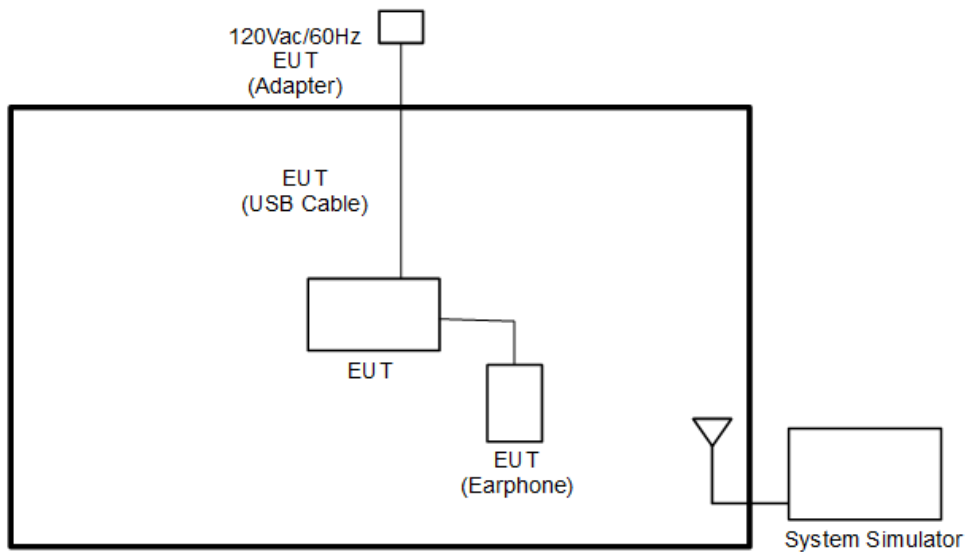 120Vac/60Hz
EUT
(Adapter)
EUT
(USB Cable)
EUT
EUT
(Earphone)
System Simulator